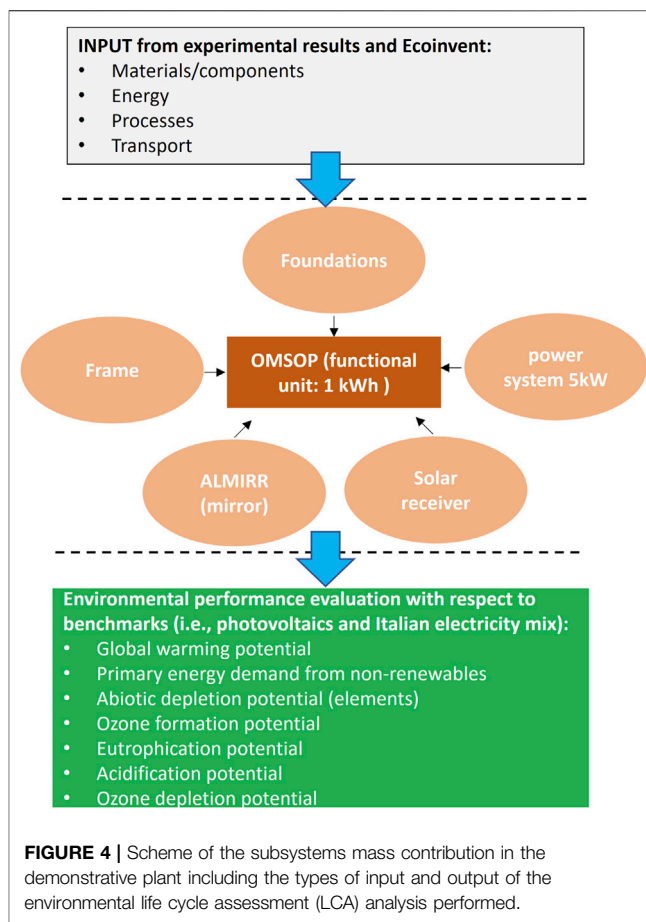 INPUT from experimental results and Ecoinvent:
• Materials/components
• Energy
• Processes
• Transport
Foundations
Frame
OMSOP (functional
unit: 1 kWh )
power
system 5kW
ALMIRR
(mirror)
Solar
receiver
Environmental performance evaluation with respect to
benchmarks (i.e., photovoltaics and Italian electricity mix):
• Global warming potential
• Primary energy demand from non-renewables
• Abiotic depletion potential (elements)
• Ozone formation potential
• Eutrophication potential
• Acidification potential
• Ozone depletion potential
FIGURE 4 | Scheme of the subsystems mass contribution in the
demonstrative plant including the types of input and output of the
environmental life cycle assessment (LCA) analysis performed.